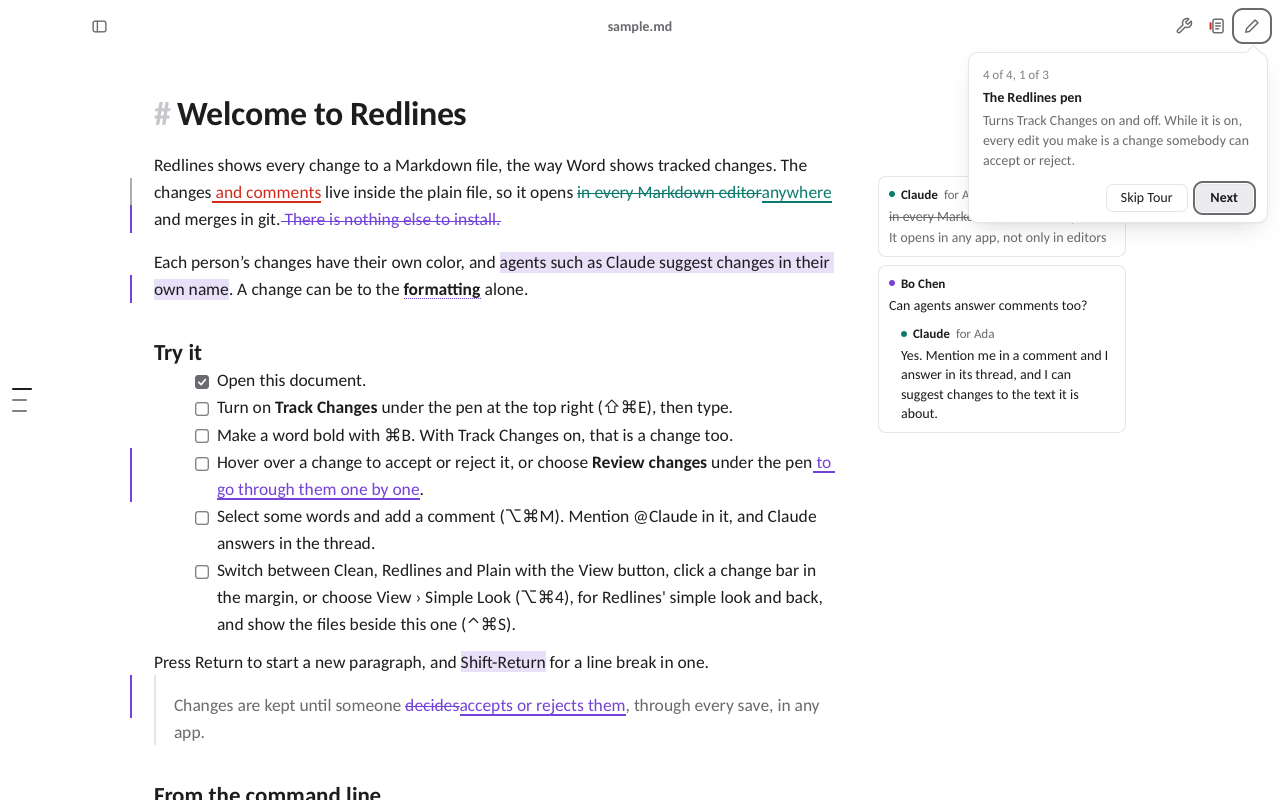 sample.md
4 of 4, 1 of 3
The Redlines pen
Turns Track Changes on and off. While it is on,
every edit you make is a change somebody can
accept or reject.
Skip Tour
Next
# Welcome to Redlines
Redlines shows every change to a Markdown file, the way Word shows tracked changes. The
changes and comments live inside the plain file, so it opens in every Markdown editoranywhere
and merges in git. There is nothing else to install.
Each person’s changes have their own color, and agents such as Claude suggest changes in their
own name. A change can be to the formatting alone.
Try it
Open this document.
Turn on Track Changes under the pen at the top right (⇧⌘E), then type.
Make a word bold with ⌘B. With Track Changes on, that is a change too.
Hover over a change to accept or reject it, or choose Review changes under the pen to
go through them one by one.
Select some words and add a comment (⌥⌘M). Mention @Claude in it, and Claude
answers in the thread.
Switch between Clean, Redlines and Plain with the View button, click a change bar in
the margin, or choose View › Simple Look (⌥⌘4), for Redlines' simple look and back,
and show the files beside this one (⌃⌘S).
Press Return to start a new paragraph, and Shift-Return for a line break in one.
Changes are kept until someone decidesaccepts or rejects them, through every save, in any
app.
From the command line
Claude for
in every
It opens in any app, not only in editors
Bo Chen
Can agents answer comments too?
Claude for Ada
Yes. Mention me in a comment and I
answer in its thread, and I can
suggest changes to the text it is
about.